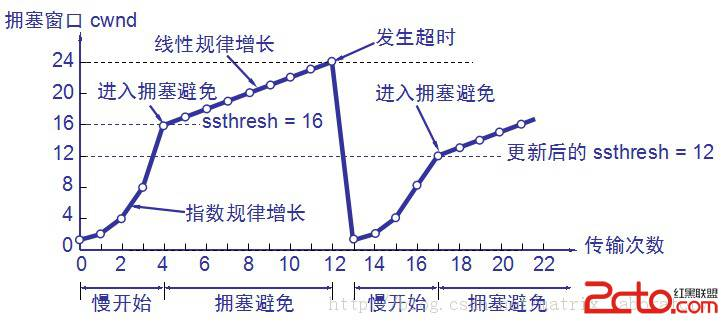 拥塞窗口 cwnd
24
20
16
12
8
4
0
线性规律增长
发生超时
进入拥塞避免
ssthresh = 16
指数规律增长
进入拥塞避免
更新后的 ssthresh = 12
0 2 4 6 8 10 12 14 16 18 20 22
传输次数
慢开始 拥塞避免 慢开始 拥塞避免
2cto.com
红黑联盟